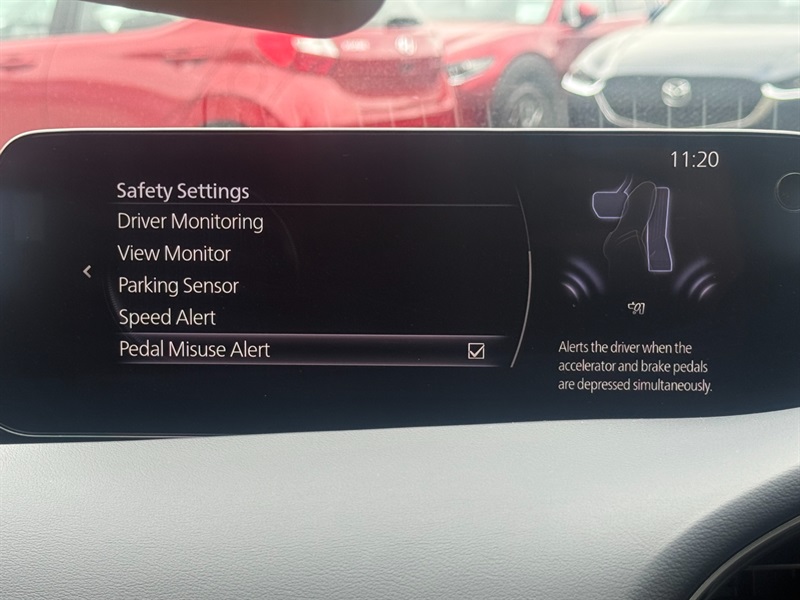 11:20
Safety Settings
Driver Monitoring
View Monitor
Parking Sensor
Speed Alert
Pedal Misuse Alert
Alerts the driver when the
accelerator and brake pedals
are depressed simultaneously.